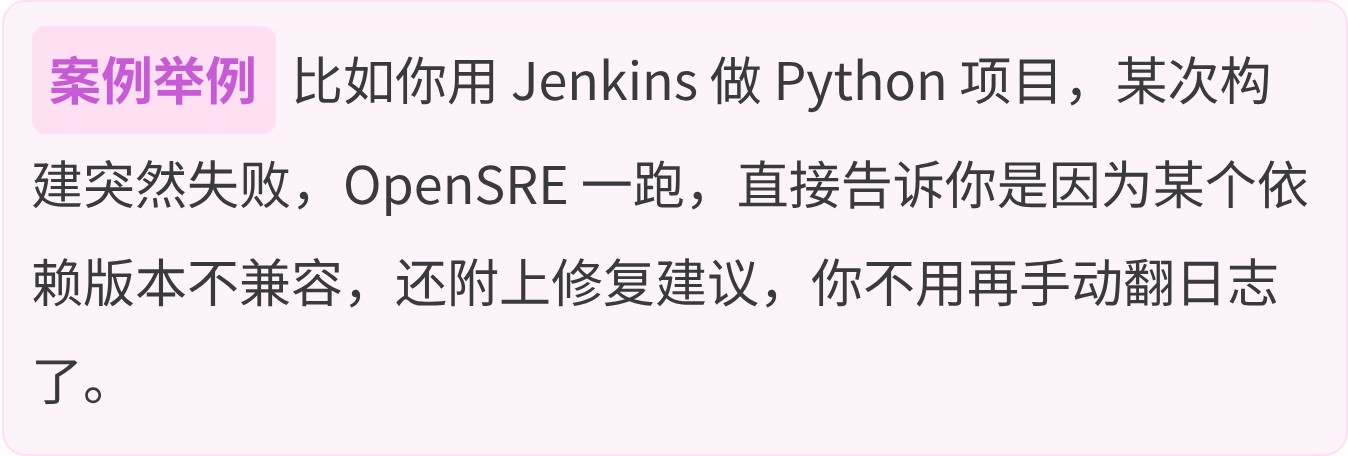 案例举例 比如你用 Jenkins 做 Python 项目，某次构
建突然失败，OpenSRE 一跑，直接告诉你是因为某个依
赖版本不兼容，还附上修复建议，你不用再手动翻日志
了。